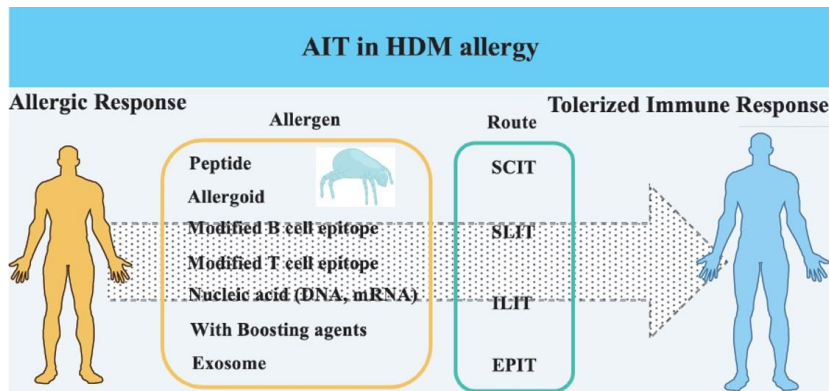 AIT in HDM allergy
Allergic Response
Tolerized Immune Response
Allergen
Peptide
Allergoid
Modified B cell epitope
Modified T cell epitope
Nucleic acid (DNA, mRNA)
With Boosting agents
Exosome
Route
SCIT
SLIT
ILIT
EPIT